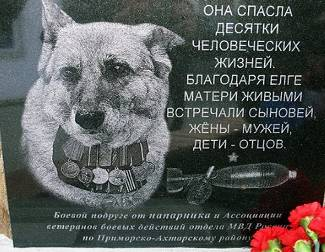 ОНА СПАСЛА
ДЕСЯТКИ
ЧЕЛОВЕЧЕСКИХ
ЖИЗНЕЙ.
БЛАГОДАРЯ ЕЛГЕ
МАТЕРИ ЖИВЫМИ
ВСТРЕЧАЛИ СЫНОВЕЙ,
ЖЁНЫ - МУЖЕЙ,
ДЕТИ - ОТЦОВ.
Боевой подруге от напарника и Ассоциации
ветеранов боевых действий отдела МВД России
по Приморско-Ахтарскому району